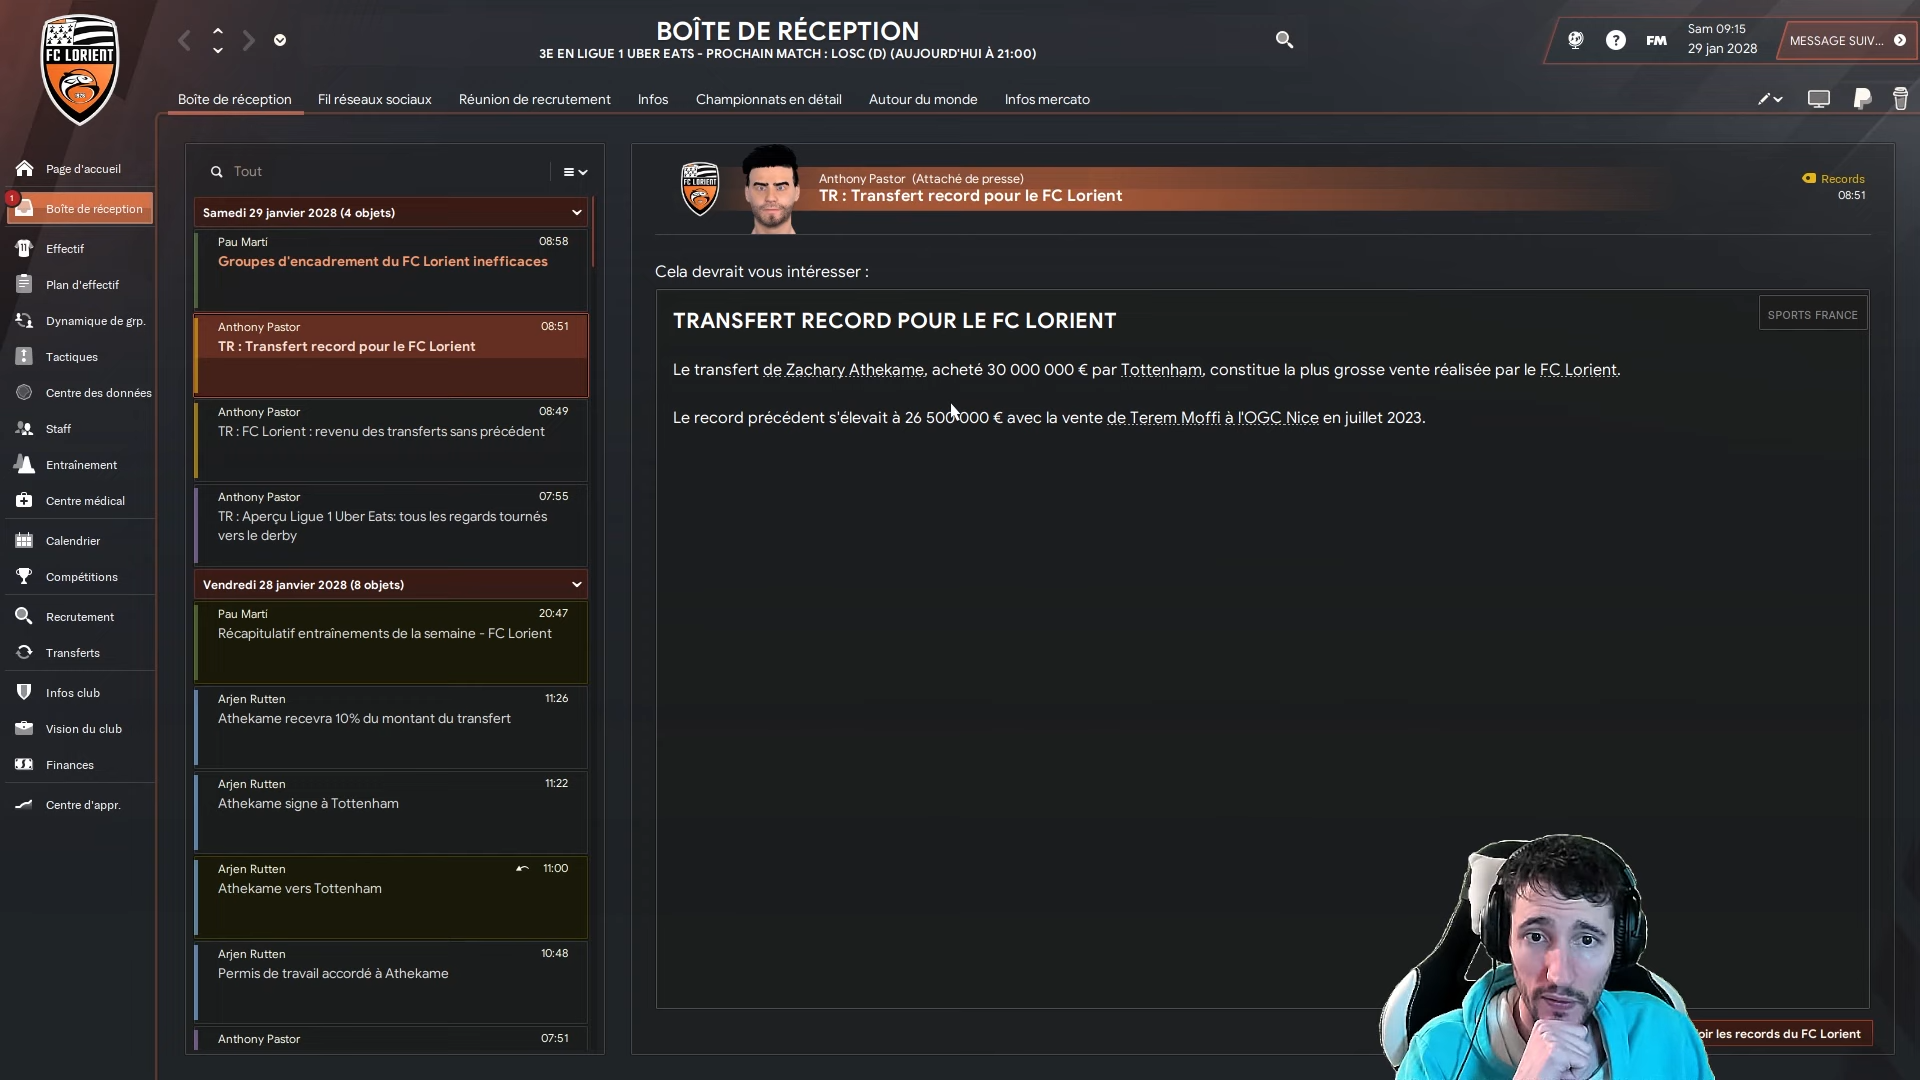 FC LORIENT
BOÎTE DE RÉCEPTION
3E EN LIGUE 1 UBER EATS - PROCHAIN MATCH : LOSC (D) (AUJOURD'HUI À 21:00)
FM
Sam 09:15
29 jan 2028
MESSAGE SUIV...
Boîte de réception
Fil réseaux sociaux
Réunion de recrutement
Infos
Championnats en détail
Autour du monde
Infos mercato
Page d'accueil
1
Boîte de réception
Effectif
Plan d'effectif
Dynamique de grp.
Tactiques
Centre des données
Staff
Entraînement
Centre médical
Calendrier
Compétitions
Recrutement
Transferts
Infos club
Vision du club
Finances
Centre d'appr.
Tout
Samedi 29 janvier 2028 (4 objets)
Pau Martí 08:58
Groupes d'encadrement du FC Lorient inefficaces
Anthony Pastor 08:51
TR : Transfert record pour le FC Lorient
Anthony Pastor 08:49
TR : FC Lorient : revenu des transferts sans précédent
Anthony Pastor 07:55
TR : Aperçu Ligue 1 Uber Eats: tous les regards tournés
vers le derby
Vendredi 28 janvier 2028 (8 objets)
Pau Martí 20:47
Récapitulatif entraînements de la semaine - FC Lorient
Arjen Rutten 11:26
Athekame recevra 10% du montant du transfert
Arjen Rutten 11:22
Athekame signe à Tottenham
Arjen Rutten 11:00
Athekame vers Tottenham
Arjen Rutten 10:48
Permis de travail accordé à Athekame
Anthony Pastor 07:51
FC LORIENT
Anthony Pastor (Attaché de presse)
TR : Transfert record pour le FC Lorient
Records
08:51
Cela devrait vous intéresser :
TRANSFERT RECORD POUR LE FC LORIENT
SPORTS FRANCE
Le transfert de Zachary Athekame, acheté 30 000 000 € par Tottenham, constitue la plus grosse vente réalisée par le FC Lorient.
Le record précédent s'élevait à 26 500 000 € avec la vente de Terem Moffi à l'OGC Nice en juillet 2023.
oir les records du FC Lorient